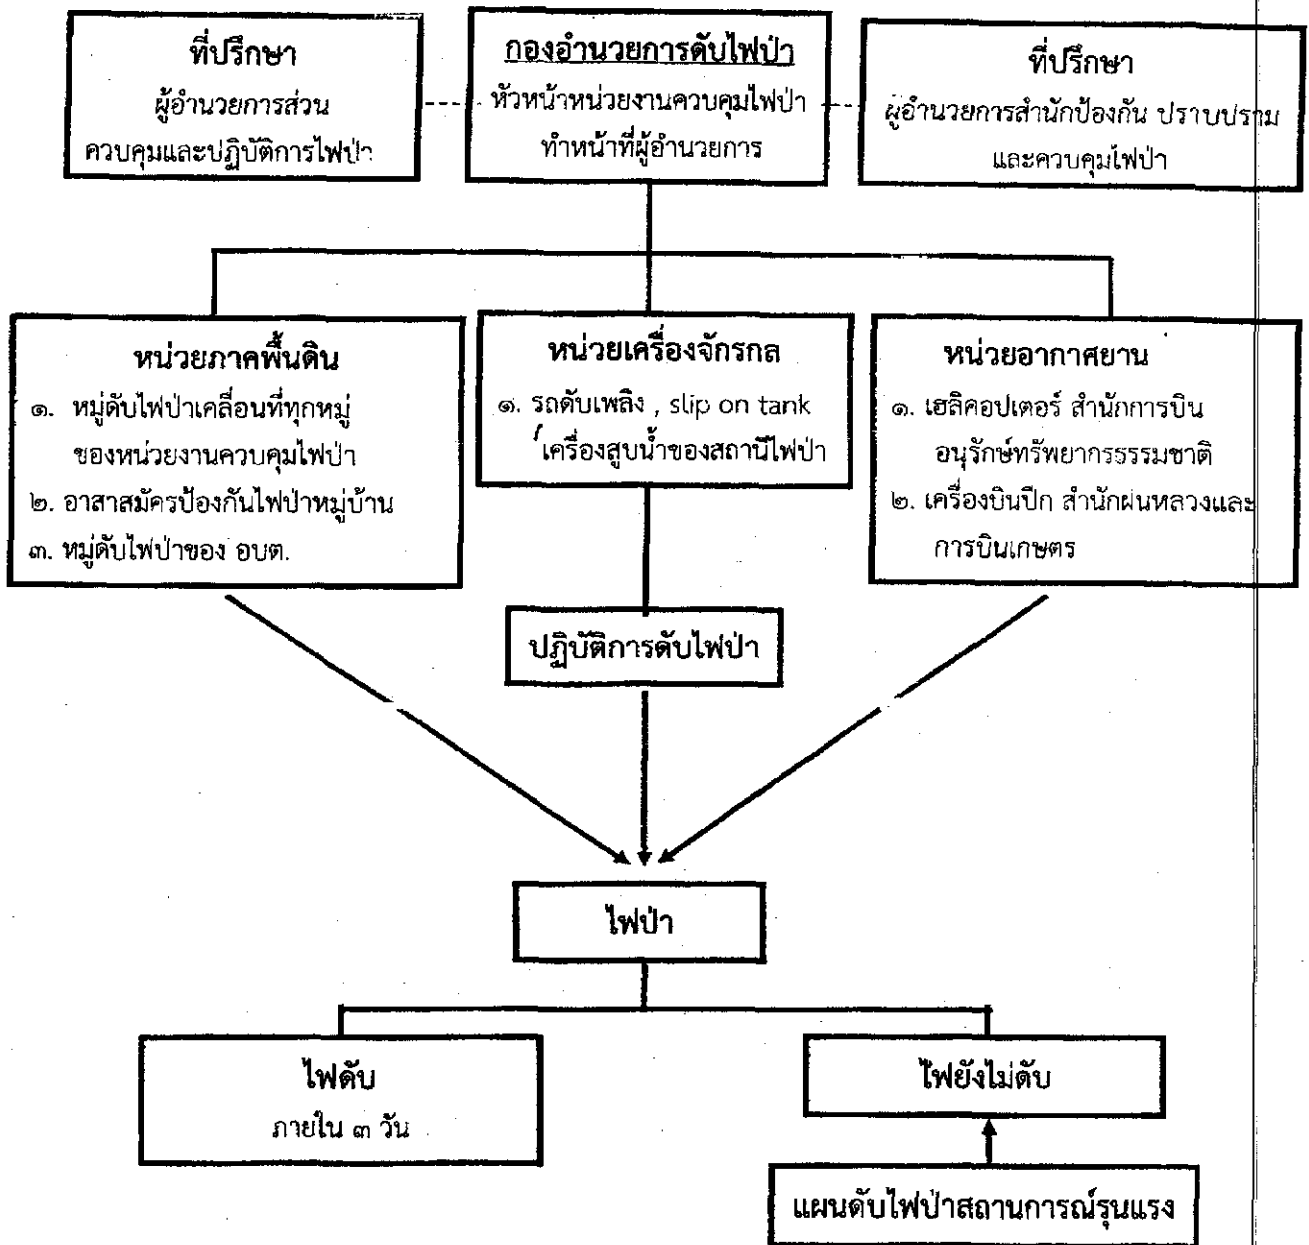 ที่ปรึกษา
ผู้อำนวยการส่วน
ควบคุมและปฏิบัติการไฟป่า
กองอำนวยการดับไฟป่า
หัวหน้าหน่วยงานควบคุมไฟป่า
ทำหน้าที่ผู้อำนวยการ
ที่ปรึกษา
ผู้อำนวยการสำนักป้องกัน ปราบปราม
และควบคุมไฟป่า
หน่วยภาคพื้นดิน
๑. หมู่ดับไฟป่าเคลื่อนที่ทุกหมู่
ของหน่วยงานควบคุมไฟป่า
๒. อาสาสมัครป้องกันไฟป่าหมู่บ้าน
๓. หมู่ดับไฟป่าของ อบต.
หน่วยเครื่องจักรกล
๑. รถดับเพลิง , slip on tank
เครื่องสูบน้ำของสถานีไฟป่า
หน่วยอากาศยาน
๑. เฮลิคอปเตอร์ สำนักการบิน
อนุรักษ์ทรัพยากรธรรมชาติ
๒. เครื่องบินปีก สำนักฝนหลวงและ
การบินเกษตร
ปฏิบัติการดับไฟป่า
ไฟป่า
ไฟดับ
ภายใน ๓ วัน
ไฟยังไม่ดับ
แผนดับไฟป่าสถานการณ์รุนแรง